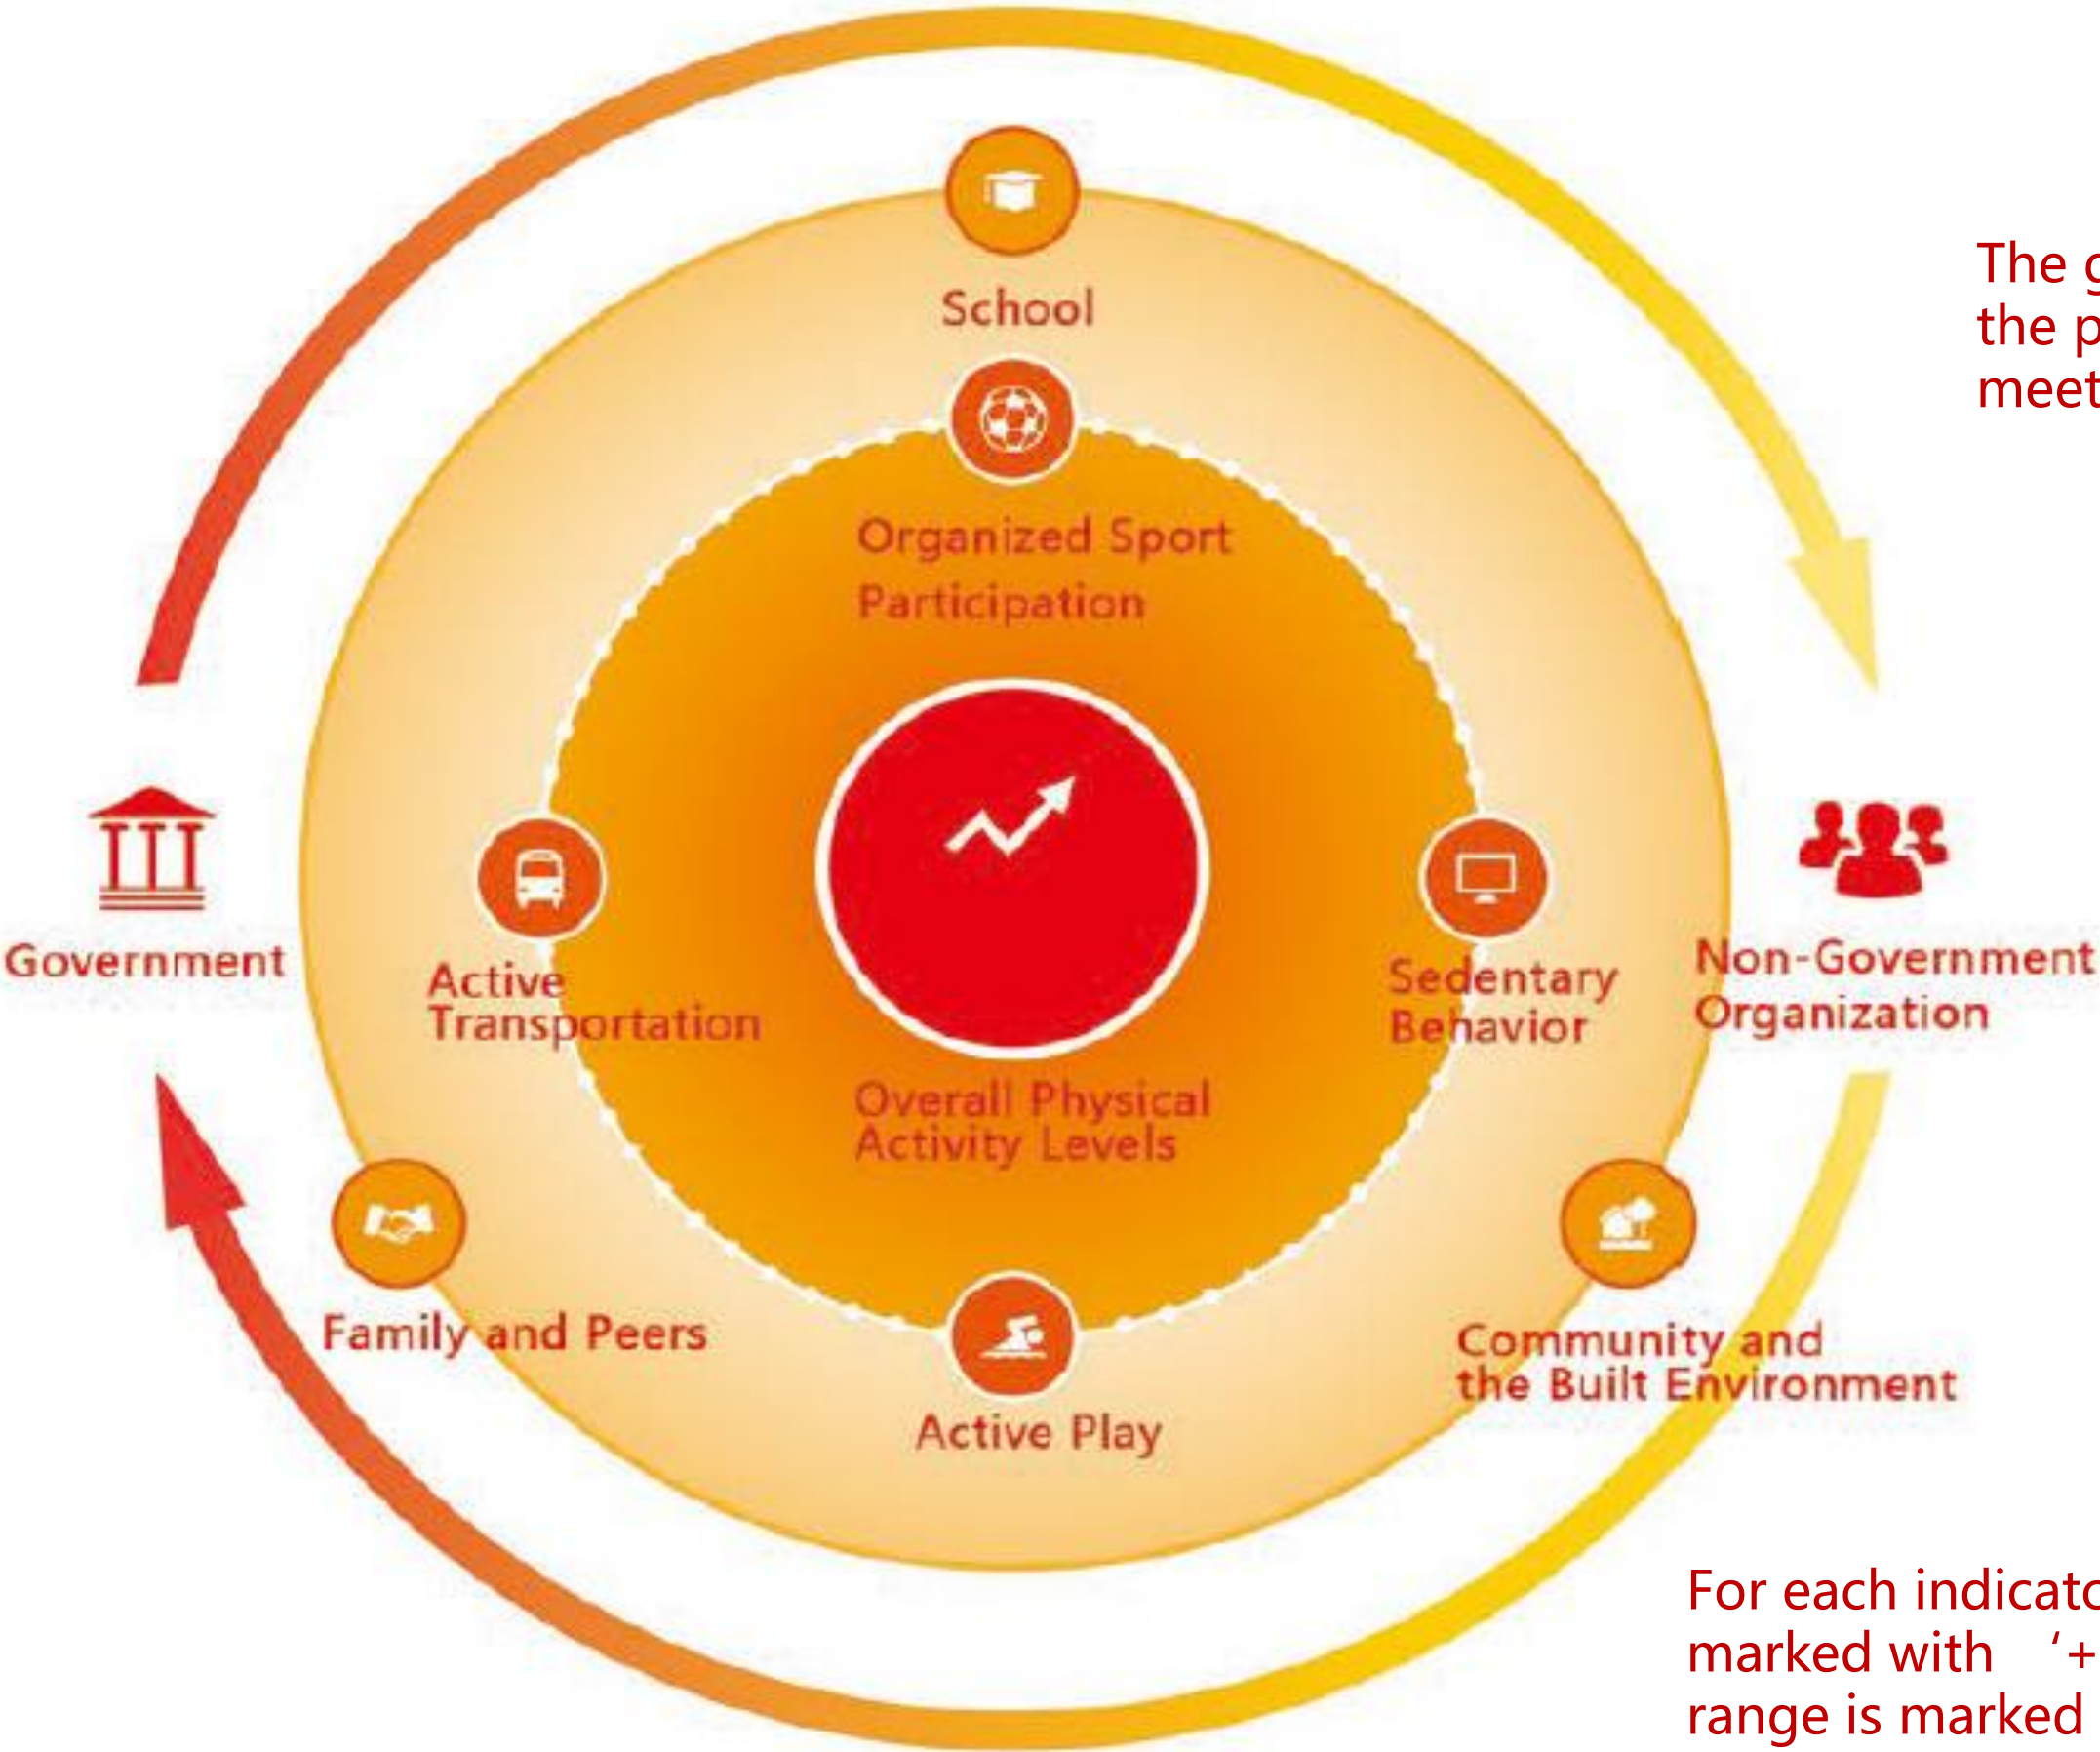 School
Organized Sport
Participation
Government
Active
Transportation
Overall Physical
Activity Levels
Sedentary
Behavior
Non-Government
Organization
Family and Peers
Active Play
Community and
the Built Environment
The
the
meet
For each
marked with ‘+
range is marked